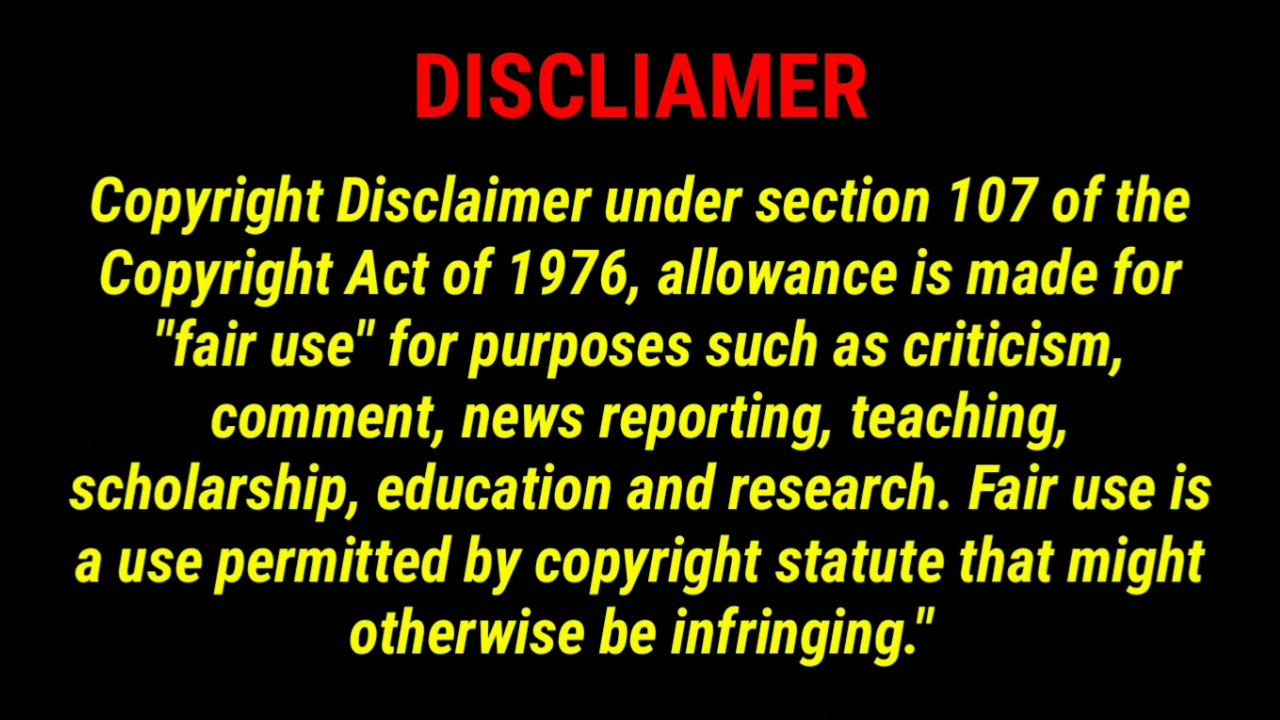 DISCLIAMER
Copyright Disclaimer under section 107 of the
Copyright Act of 1976, allowance is made for
"fair use" for purposes such as criticism,
comment, news reporting, teaching,
scholarship, education and research. Fair use is
a use permitted by copyright statute that might
otherwise be infringing."